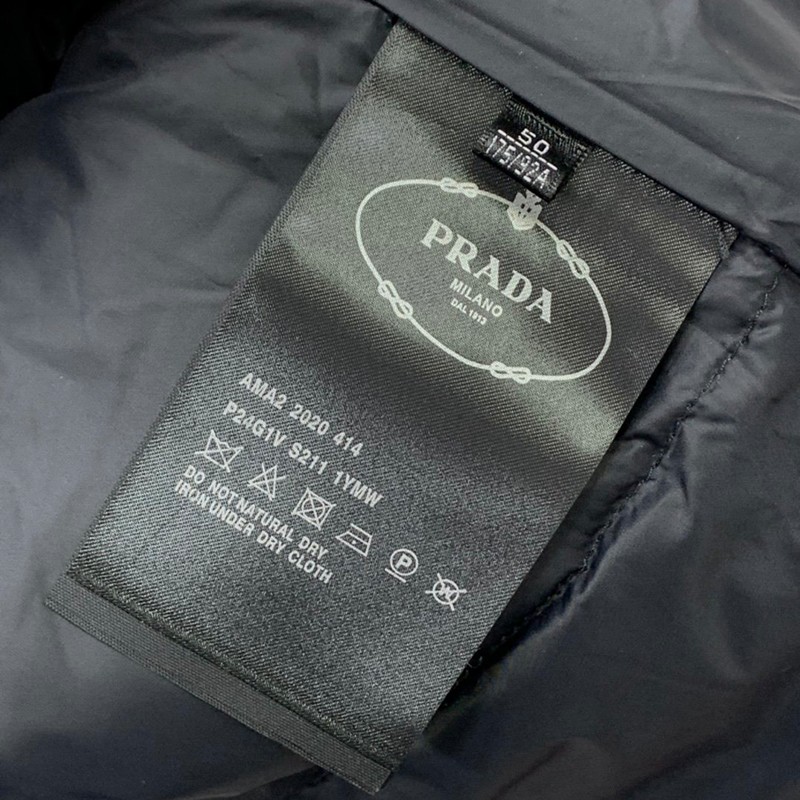 50
175/92A
PRADA
MILANO
DAL 1913
AMA2 2020 414
P24G1V S211 1YMW
P
W
DO NOT NATURAL DRY
IRON UNDER DRY CLOTH